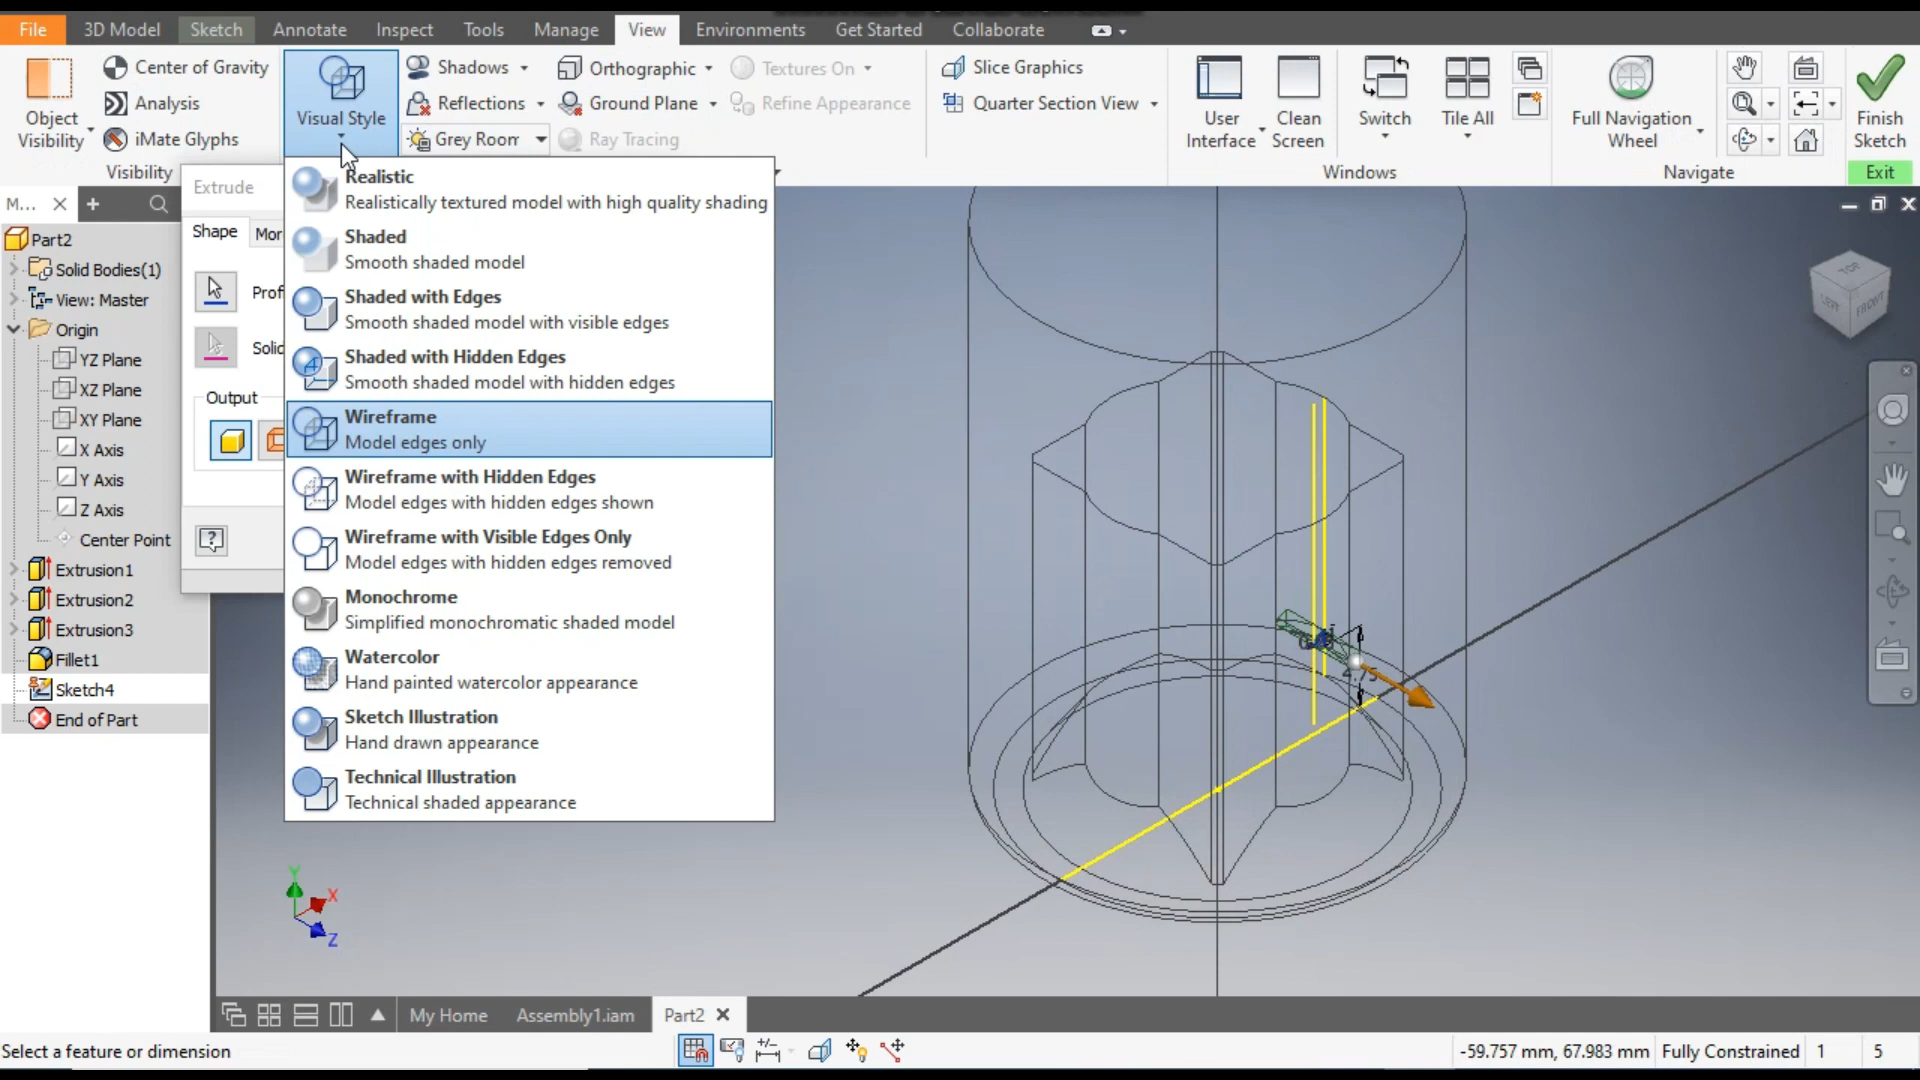 File 3D Model Sketch Annotate Inspect Tools Manage View Environments Get Started Collaborate
Center of Gravity
Analysis
iMate Glyphs
Object
Visibility
Visibility
Visual Style
Shadows
Reflections
Grey Room
Orthographic
Ground Plane
Ray Tracing
Textures On
Refine Appearance
Slice Graphics
Quarter Section View
User
Interface
Clean
Screen
Switch
Tile All
Windows
Full Navigation
Wheel
Navigate
Finish
Sketch
Exit
M...
Part2
Solid Bodies(1)
View: Master
Origin
YZ Plane
XZ Plane
XY Plane
X Axis
Y Axis
Z Axis
Center Point
Extrusion1
Extrusion2
Extrusion3
Fillet1
Sketch4
End of Part
Extrude
Shape Mor
Prof
Solid
Output
Realistic
Realistically textured model with high quality shading
Shaded
Smooth shaded model
Shaded with Edges
Smooth shaded model with visible edges
Shaded with Hidden Edges
Smooth shaded model with hidden edges
Wireframe
Model edges only
Wireframe with Hidden Edges
Model edges with hidden edges shown
Wireframe with Visible Edges Only
Model edges with hidden edges removed
Monochrome
Simplified monochromatic shaded model
Watercolor
Hand painted watercolor appearance
Sketch Illustration
Hand drawn appearance
Technical Illustration
Technical shaded appearance
TOP
LEFT
FRONT
Y
X
Z
My Home Assembly1.iam Part2
Select a feature or dimension
-59.757 mm, 67.983 mm Fully Constrained 1 5